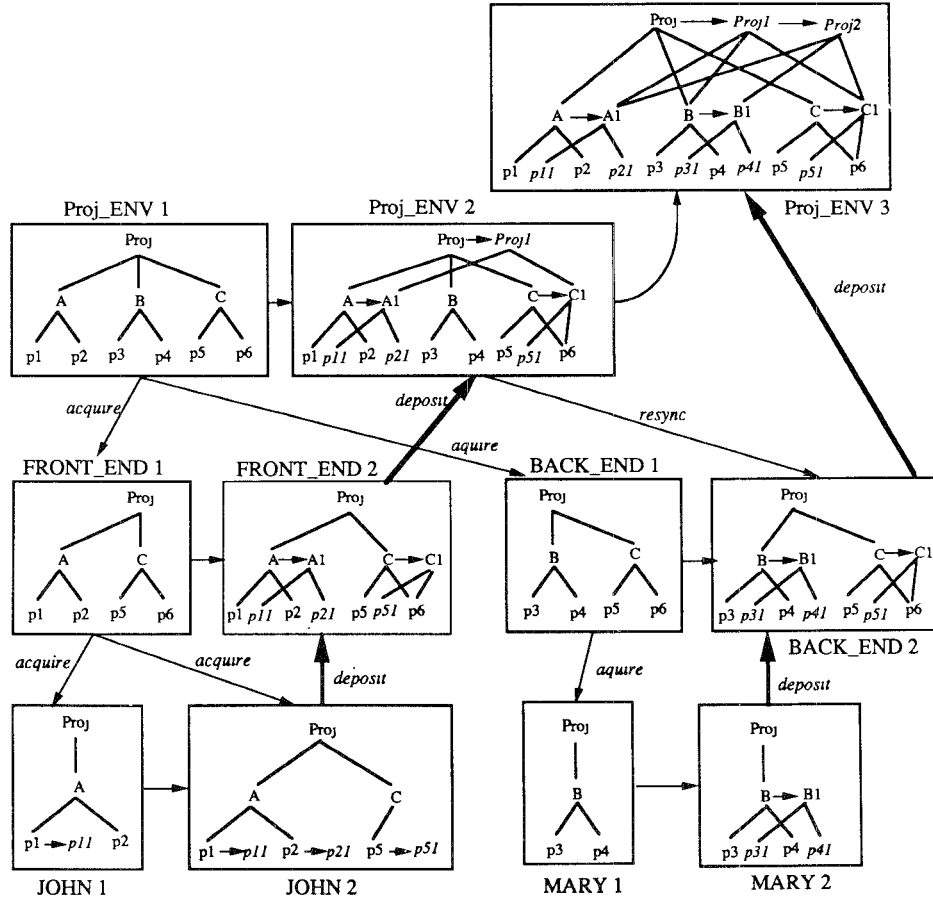 Proj Proj1 Proj2
A A1 B B1 C C1
p1 p11 p2 p21 p3 p31 p4 p41 p5 p51 p6
Proj_ENV 3
Proj_ENV 1
Proj
A B C
p1 p2 p3 p4 p5 p6
Proj_ENV 2
Proj Proj1
A A1 B C C1
p1 p11 p2 p21 p3 p4 p5 p51 p6
deposit
acquire
deposit
aquire
resync
FRONT_END 1
Proj
A C
p1 p2 p5 p6
FRONT_END 2
Proj
A A1 C C1
p1 p11 p2 p21 p5 p51 p6
BACK_END 1
Proj
B C
p3 p4 p5 p6
Proj
B B1 C C1
p3 p31 p4 p41 p5 p51 p6
BACK_END 2
acquire
acquire
deposit
aquire
deposit
Proj
A
p1 p11 p2
JOHN 1
Proj
A C
p1 p11 p2 p21 p5 p51
JOHN 2
Proj
B
p3 p4
MARY 1
Proj
B B1
p3 p31 p4 p41
MARY 2